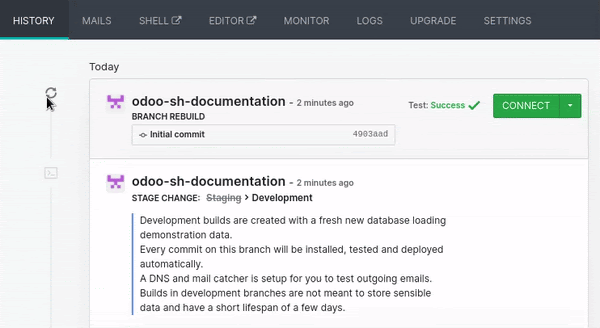 HISTORY MAILS SHELL EDITOR MONITOR LOGS UPGRADE SETTINGS
Today
odoo-sh-documentation - 2 minutes ago
Test: Success
CONNECT
BRANCH REBUILD
Initial commit 4903aad
odoo-sh-documentation - 2 minutes ago
STAGE CHANGE: Staging > Development
Development builds are created with a fresh new database loading
demonstration data.
Every commit on this branch will be installed, tested and deployed
automatically.
A DNS and mail catcher is setup for you to test outgoing emails.
Builds in development branches are not meant to store sensible
data and have a short lifespan of a few days.